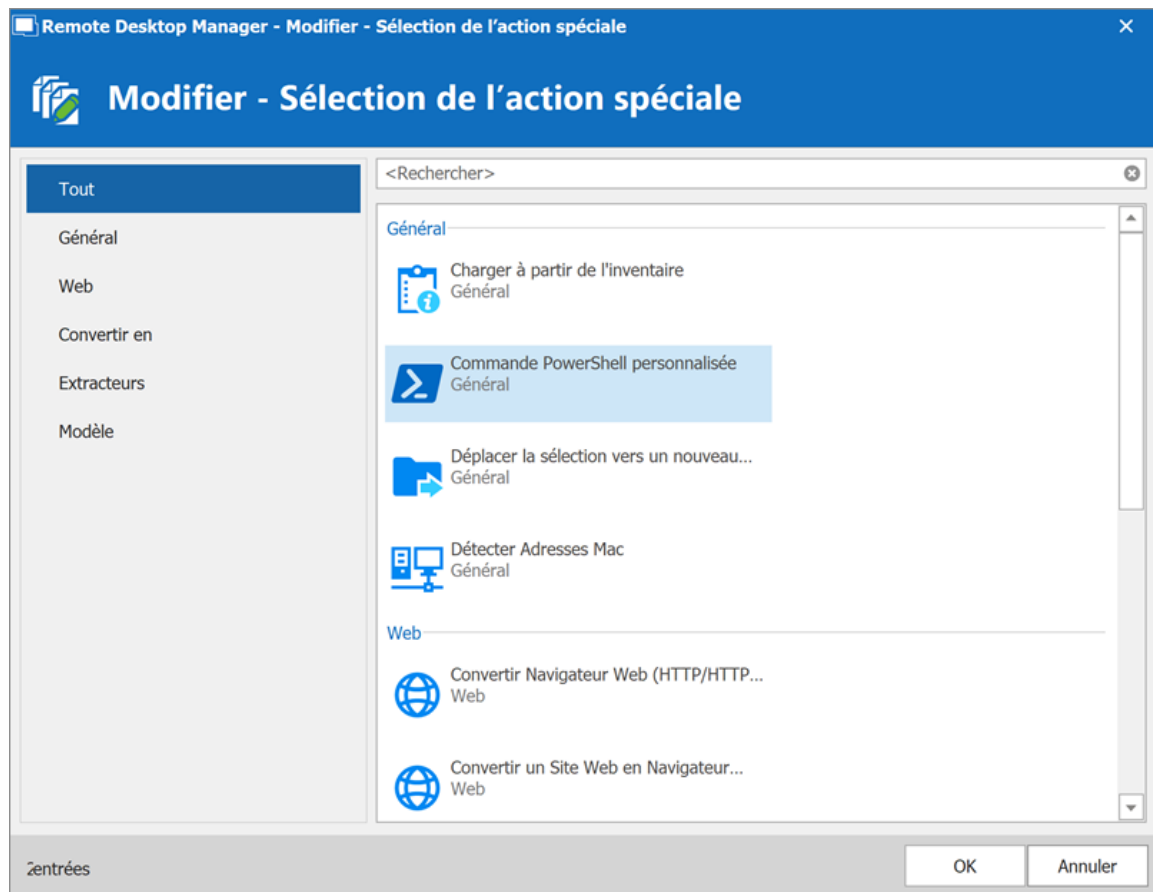 Remote Desktop Manager - Modifier - Sélection de l’action spéciale
Modifier - Sélection de l’action spéciale
Tout
Général
Web
Convertir en
Extracteurs
Modèle
<Rechercher>
Général
Charger à partir de l'inventaire
Général
Commande PowerShell personnalisée
Général
Déplacer la sélection vers un nouveau...
Général
Détecter Adresses Mac
Général
Web
Convertir Navigateur Web (HTTP/HTTP...
Web
Convertir un Site Web en Navigateur...
Web
2entrées
OK
Annuler